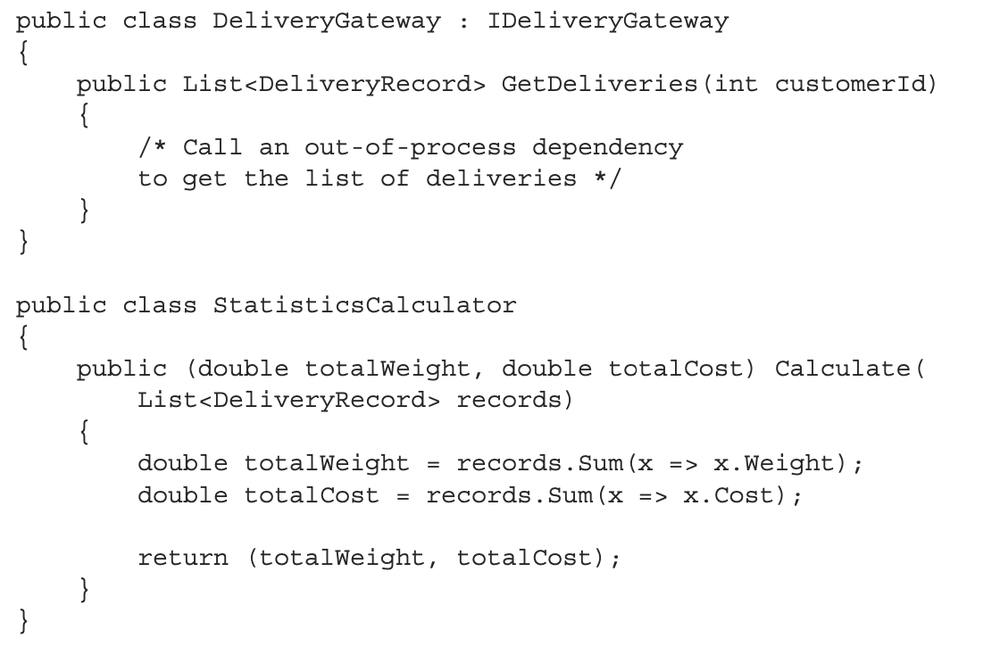 public class DeliveryGateway : IDeliveryGateway
{
    public List<DeliveryRecord> GetDeliveries(int customerId)
    {
        /* Call an out-of-process dependency
        to get the list of deliveries */
    }
}

public class StatisticsCalculator
{
    public (double totalWeight, double totalCost) Calculate(
        List<DeliveryRecord> records)
    {
        double totalWeight = records.Sum(x => x.Weight);
        double totalCost = records.Sum(x => x.Cost);

        return (totalWeight, totalCost);
    }
}